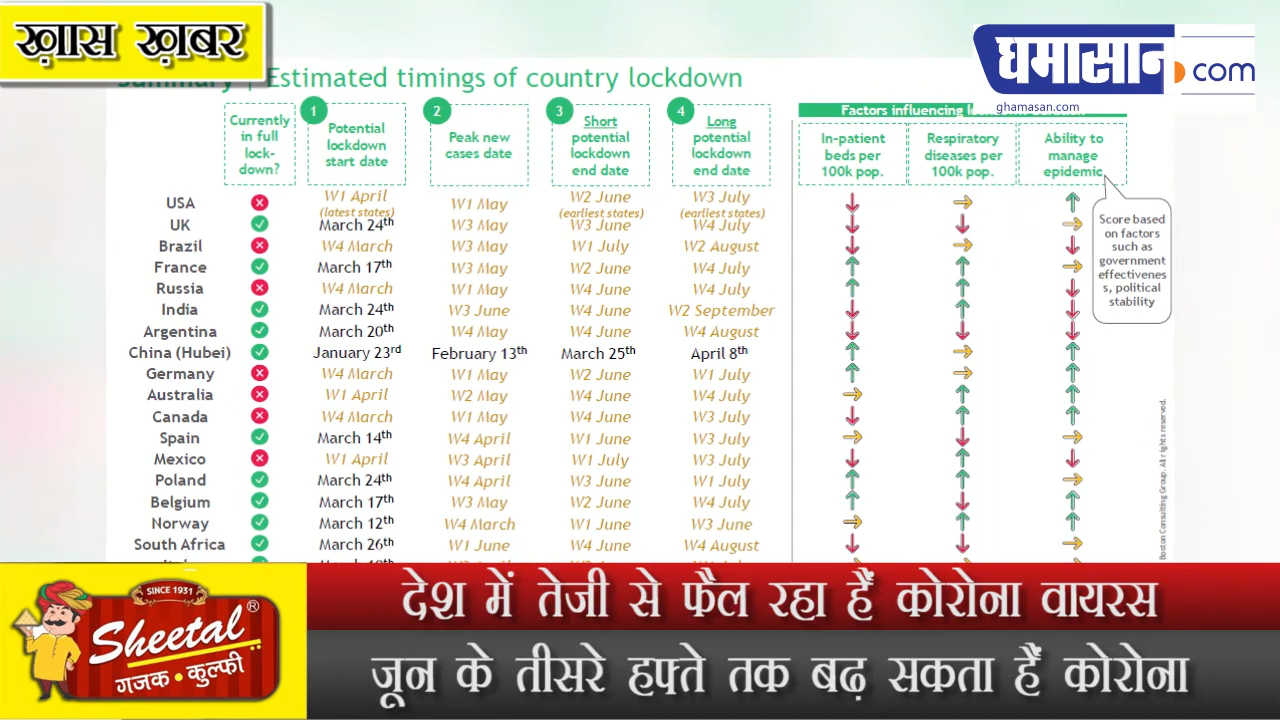 ख़ास ख़बर
घमासान.com
ghamasan.com
Summary | Estimated timings of country lockdown
Currently in full lock-down?
1 Potential lockdown start date
2 Peak new cases date
3 Short potential lockdown end date
4 Long potential lockdown end date
Factors influencing
In-patient beds per 100k pop.
Respiratory diseases per 100k pop.
Ability to manage epidemic
Score based on factors such as government effectivenes s, political stability
USA W1 April (latest states) W1 May W2 June (earliest states) W3 July (earliest states)
UK March 24th W3 May W3 June W4 July
Brazil W4 March W3 May W1 July W2 August
France March 17th W3 May W2 June W4 July
Russia W4 March W1 May W4 June W4 July
India March 24th W3 June W4 June W2 September
Argentina March 20th W4 May W4 June W4 August
China (Hubei) January 23rd February 13th March 25th April 8th
Germany W4 March W1 May W2 June W1 July
Australia W1 April W2 May W4 June W4 July
Canada W4 March W1 May W4 June W3 July
Spain March 14th W4 April W1 June W3 July
Mexico W1 April W3 April W1 July W3 July
Poland March 24th W4 April W3 June W1 July
Belgium March 17th W3 May W2 June W4 July
Norway March 12th W4 March W1 June W3 June
South Africa March 26th W1 June W4 June W4 August
Boston Consulting Group. All rights reserved.
SINCE 1931
Sheetal®
गजक • कुल्फी
देश में तेजी से फैल रहा हैं कोरोना वायरस
जून के तीसरे हफ्ते तक बढ़ सकता हैं कोरोना